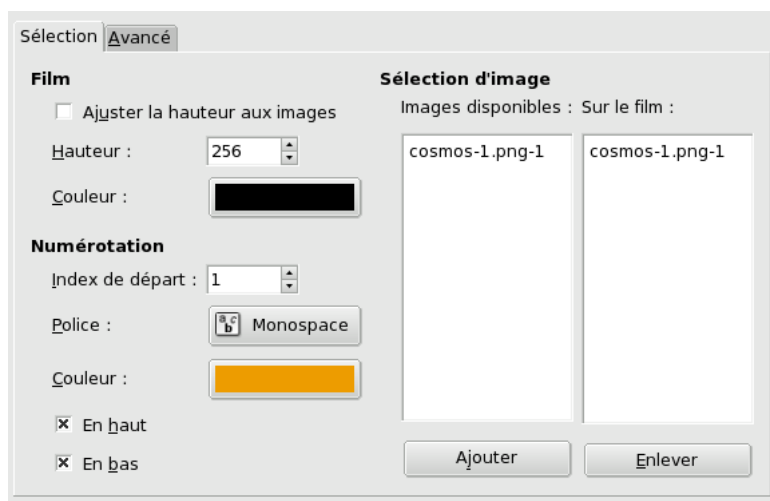 Sélection Avancé
Film
Ajuster la hauteur aux images
Hauteur : 256
Couleur :
Numérotation
Index de départ : 1
Police : abc Monospace
Couleur :
En haut
En bas
Sélection d'image
Images disponibles : Sur le film :
cosmos-1.png-1 cosmos-1.png-1
Ajouter Enlever